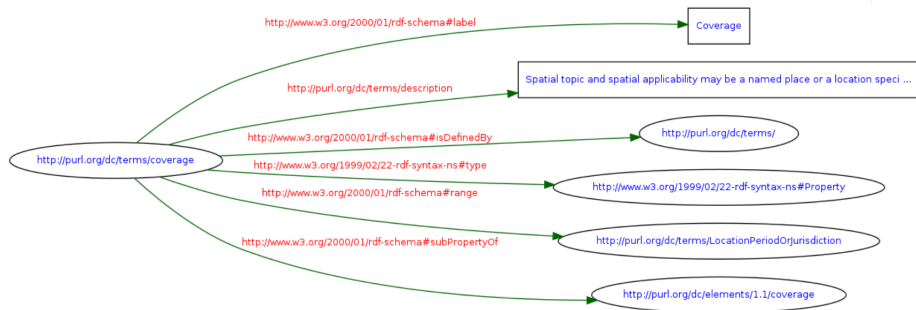 http://www.w3.org/2000/01/rdf-schema#label
Coverage
http://purl.org/dc/terms/description
Spatial topic and spatial applicability may be a named place or a location speci ...
http://www.w3.org/2000/01/rdf-schema#isDefinedBy
http://purl.org/dc/terms/
http://purl.org/dc/terms/coverage
http://www.w3.org/1999/02/22-rdf-syntax-ns#type
http://www.w3.org/1999/02/22-rdf-syntax-ns#Property
http://www.w3.org/2000/01/rdf-schema#range
http://purl.org/dc/terms/LocationPeriodOrJurisdiction
http://www.w3.org/2000/01/rdf-schema#subPropertyOf
http://purl.org/dc/elements/1.1/coverage